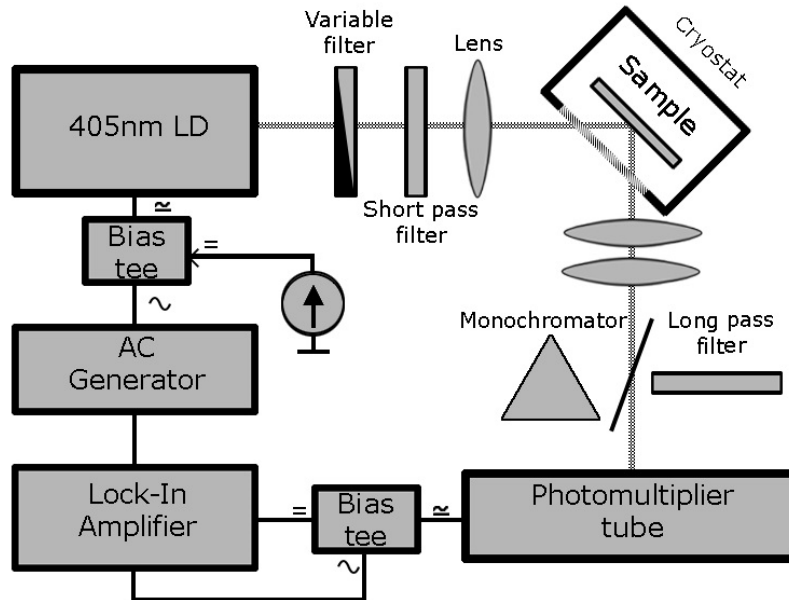 Variable
filter
Lens
Cryostat
Sample
405nm LD
Short pass
filter
≅
Bias
tee
=
~
AC
Generator
Monochromator
Long pass
filter
Lock-In
Amplifier
=
Bias
tee
≅
~
Photomultiplier
tube